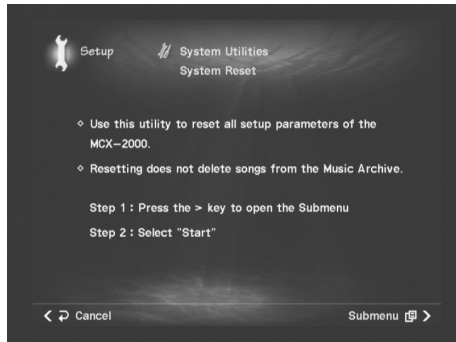 Setup
System Utilities
System Reset
◇ Use this utility to reset all setup parameters of the
MCX-2000.
◇ Resetting does not delete songs from the Music Archive.
Step 1 : Press the > key to open the Submenu
Step 2 : Select "Start"
< Cancel
Submenu >